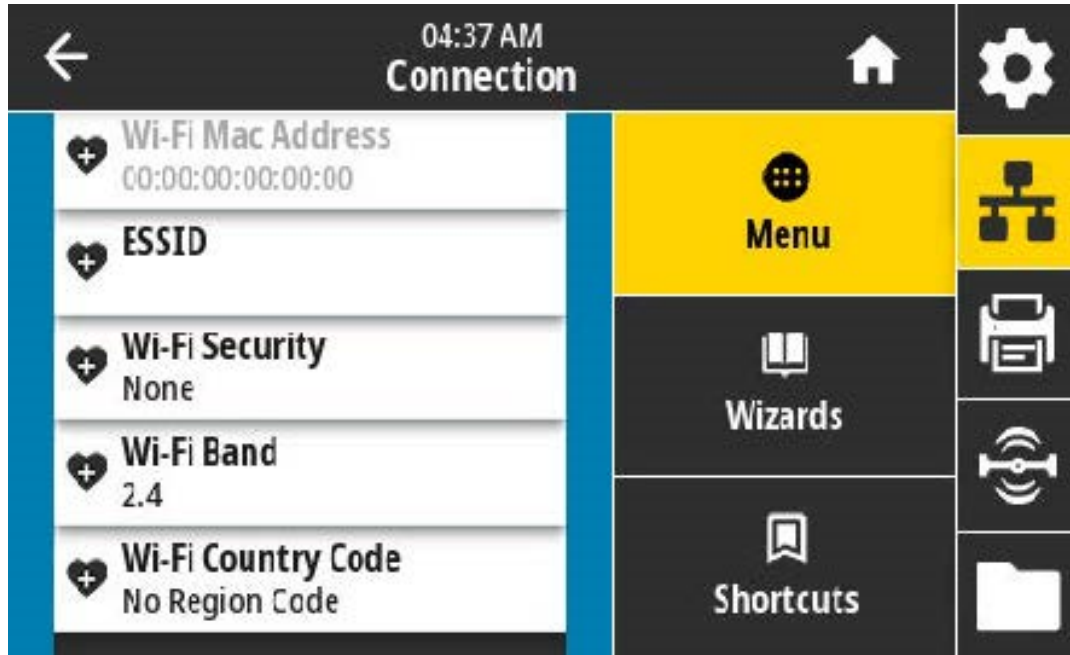 04:37 AM
Connection
Wi-Fi Mac Address
00:00:00:00:00:00
ESSID
Wi-Fi Security
None
Wi-Fi Band
2.4
Wi-Fi Country Code
No Region Code
Menu
Wizards
Shortcuts